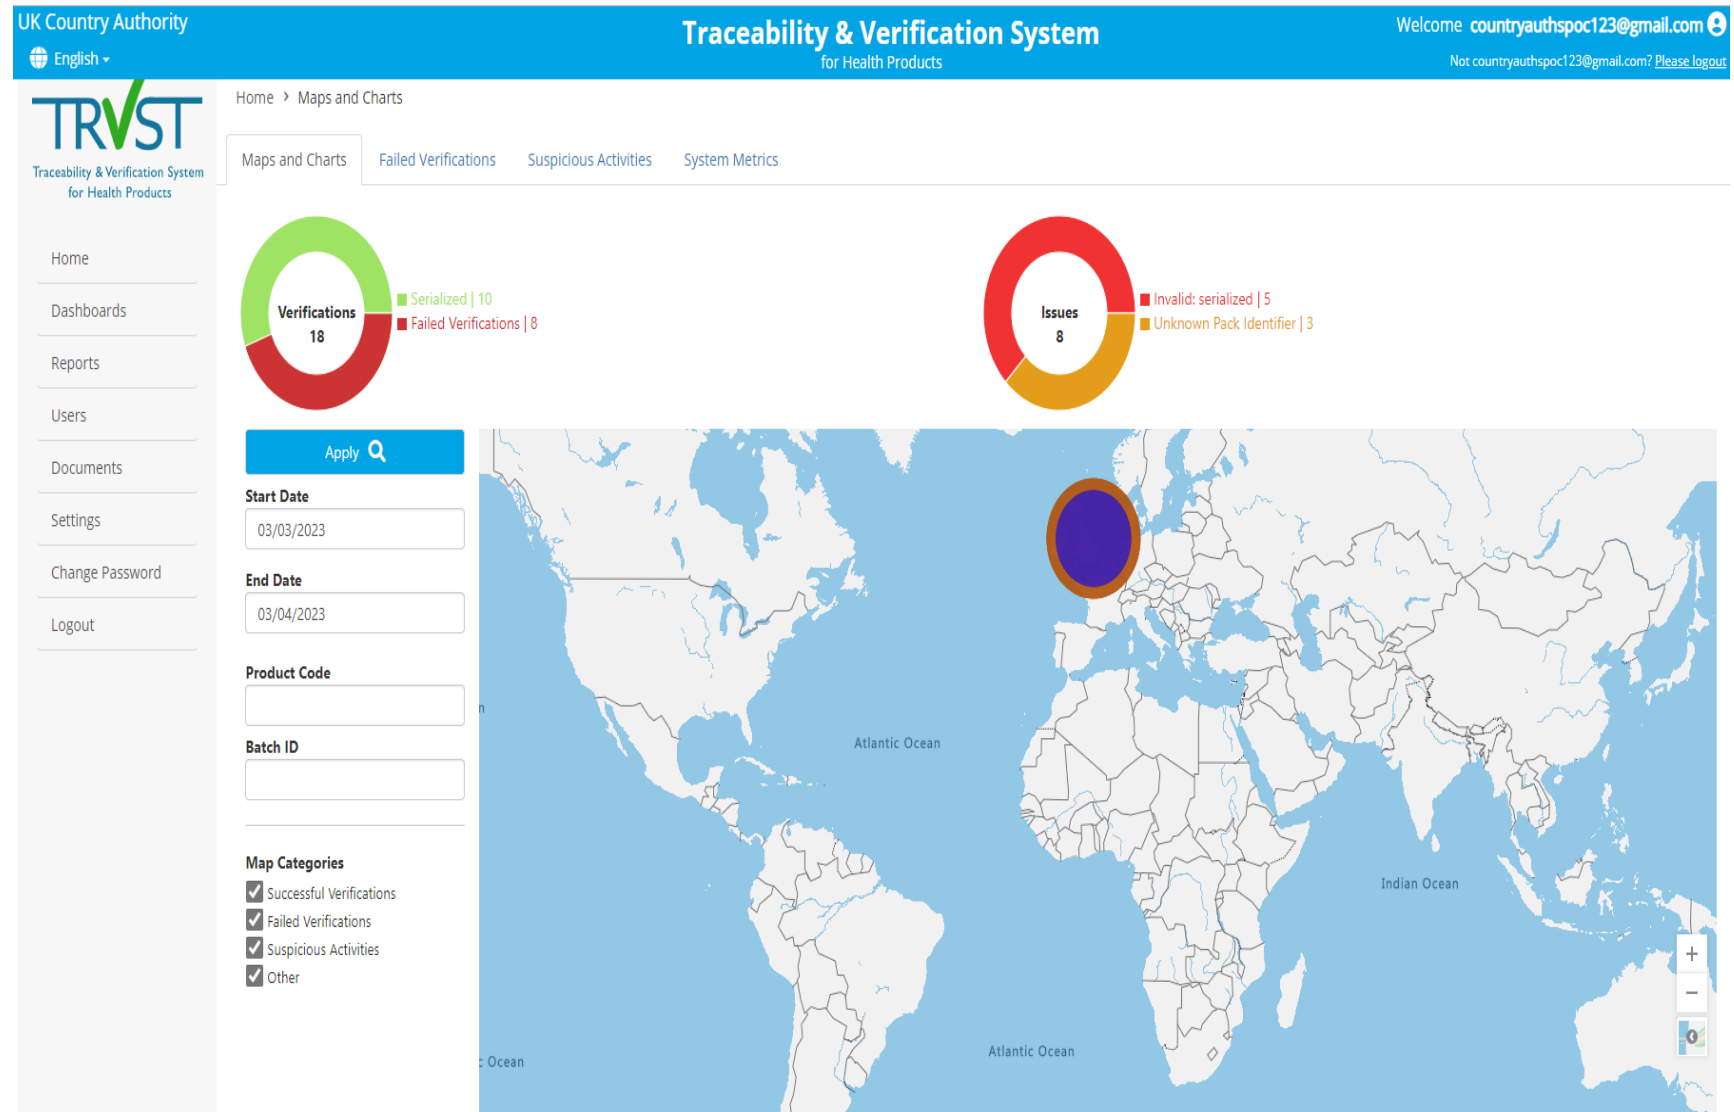 UK Country Authority
English
Traceability & Verification System
for Health Products
Welcome countryauthspoc123@gmail.com
Not countryauthspoc123@gmail.com? Please logout
TRVST
Traceability & Verification System
for Health Products
Home
Dashboards
Reports
Users
Documents
Settings
Change Password
Logout
Home > Maps and Charts
Maps and Charts
Failed Verifications
Suspicious Activities
System Metrics
Verifications
18
Serialized | 10
Failed Verifications | 8
Issues
8
Invalid: serialized | 5
Unknown Pack Identifier | 3
Apply
Start Date
03/03/2023
End Date
03/04/2023
Product Code
Batch ID
Map Categories
Successful Verifications
Failed Verifications
Suspicious Activities
Other
n
Atlantic Ocean
Indian Ocean
Atlantic Ocean
c Ocean
+
−